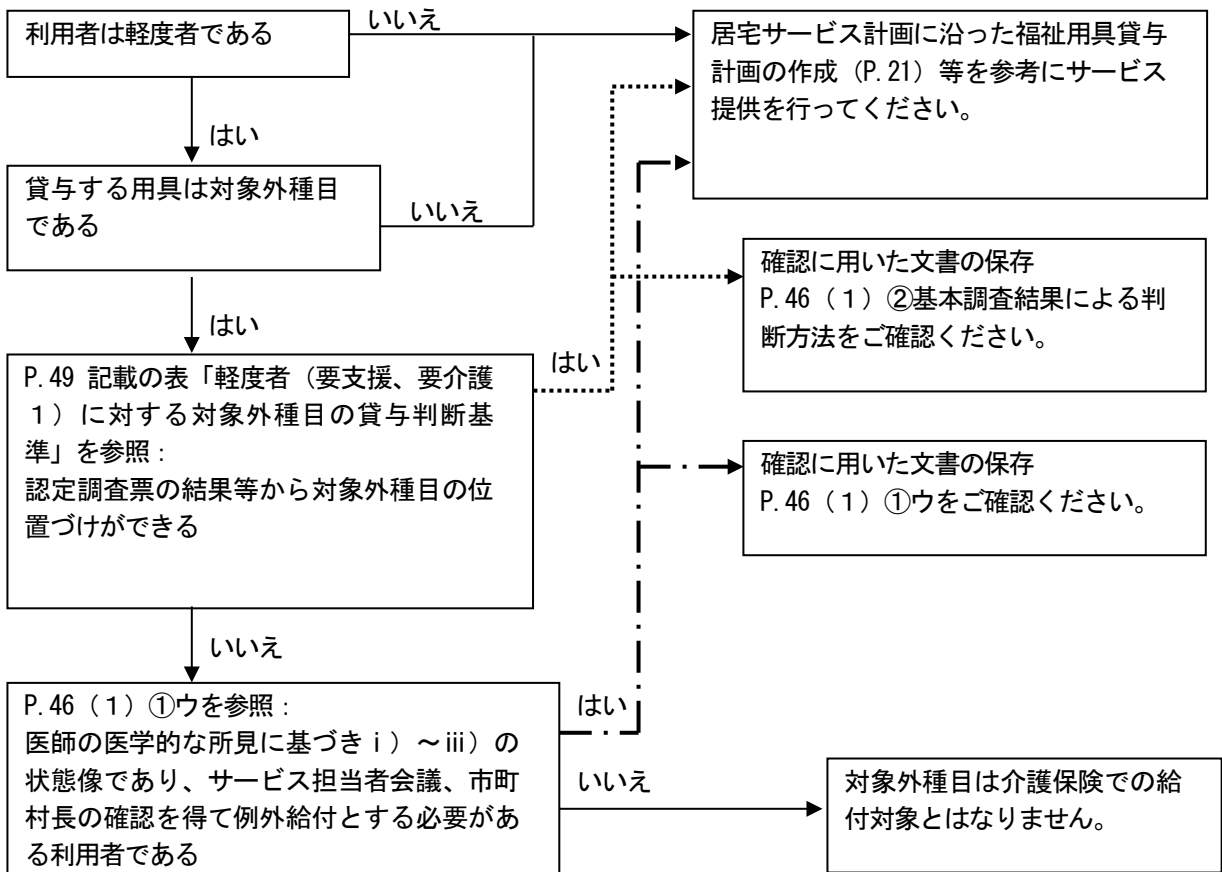 利用者は軽度者である
いいえ
居宅サービス計画に沿った福祉用具貸与
計画の作成（P.21）等を参考にサービス
提供を行ってください。
はい
貸与する用具は対象外種目
である
いいえ
確認に用いた文書の保存
P.46（１）②基本調査結果による判
断方法をご確認ください。
はい
P.49 記載の表「軽度者（要支援、要介護
１）に対する対象外種目の貸与判断基
準」を参照：
認定調査票の結果等から対象外種目の位
置づけができる
はい
確認に用いた文書の保存
P.46（１）①ウをご確認ください。
いいえ
P.46（１）①ウを参照：
医師の医学的な所見に基づきⅰ）～ⅲ）の
状態像であり、サービス担当者会議、市町
村長の確認を得て例外給付とする必要があ
る利用者である
はい
いいえ
対象外種目は介護保険での給
付対象とはなりません。